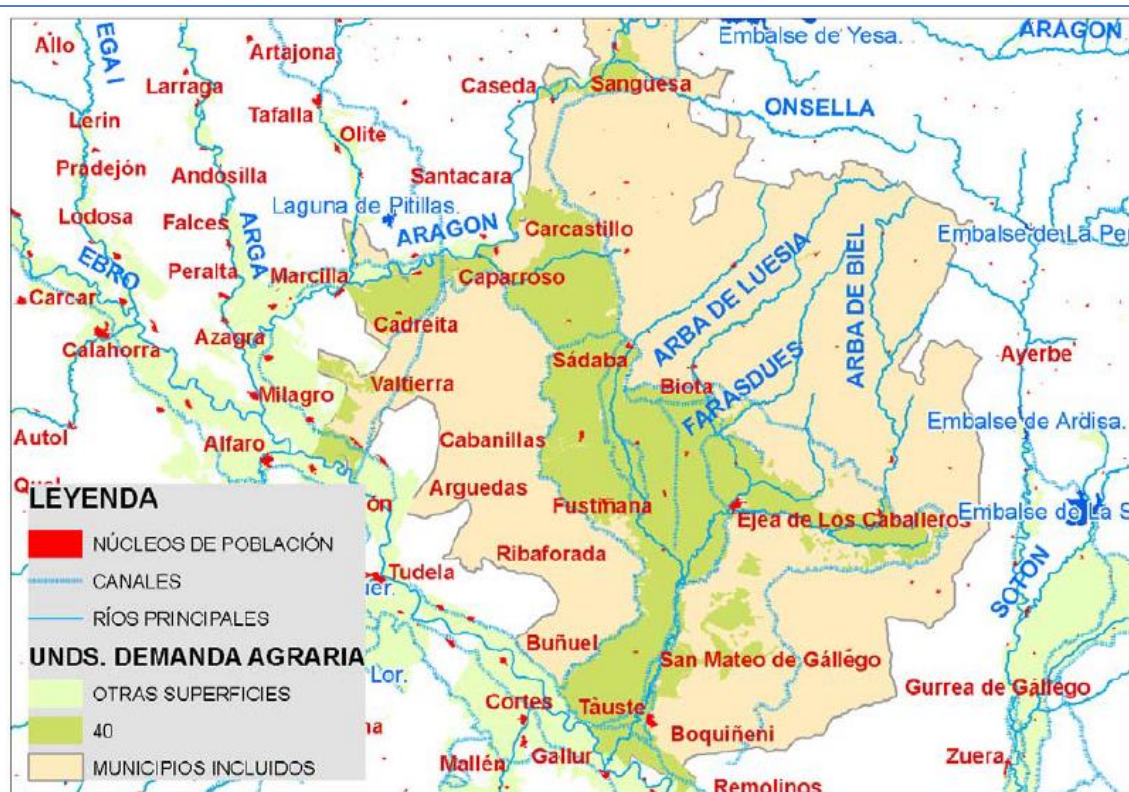 Allo
EGA I
Artajona
Embalse de Yesa.
ARAGON
Larraga
Caseda
Sangüesa
Tafalla
ONSELLA
Lerin
Olite
Pradejón
Andosilla
Santacara
Laguna de Pitillas.
Lodosa
Falces
ARGA
ARAGON
Carcastillo
Embalse de La Pe
EBRO
Peralta
Marcilla
Caparroso
ARBA DE LUESIA
ARBA DE BIEL
Carcar
Cadreita
Azagra
Calahorra
Sádaba
Ayerbe
Valtierra
Biota
FARASDUES
Milagro
Autol
Alfaro
Cabanillas
Embalse de Ardisa.
Arguedas
Fustiñana
Ejea de Los Caballeros
Embalse de La S
Ribaforada
SOTON
Tudela
Buñuel
San Mateo de Gállego
Lor.
Cortes
Tauste
Gurrea de Gállego
Boquiñeni
Mallén
Gallur
Zuera
Remolinos
LEYENDA
NÚCLEOS DE POBLACIÓN
CANALES
RÍOS PRINCIPALES
UNDS. DEMANDA AGRARIA
OTRAS SUPERFICIES
40
MUNICIPIOS INCLUIDOS